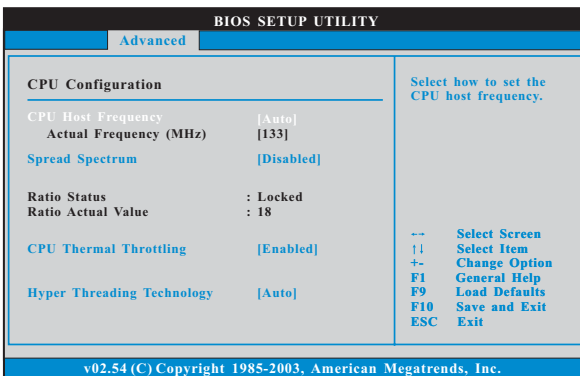 BIOS SETUP UTILITY
Advanced
CPU Configuration
CPU Host Frequency [Auto]
Actual Frequency (MHz) [133]
Spread Spectrum [Disabled]
Ratio Status : Locked
Ratio Actual Value : 18
CPU Thermal Throttling [Enabled]
Hyper Threading Technology [Auto]
Select how to set the
CPU host frequency.
←→ Select Screen
↑↓ Select Item
+- Change Option
F1 General Help
F9 Load Defaults
F10 Save and Exit
ESC Exit
v02.54 (C) Copyright 1985-2003, American Megatrends, Inc.